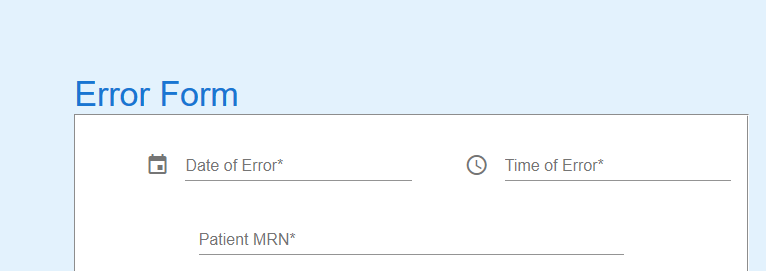 Error Form
Date of Error* Time of Error*
Patient MRN*